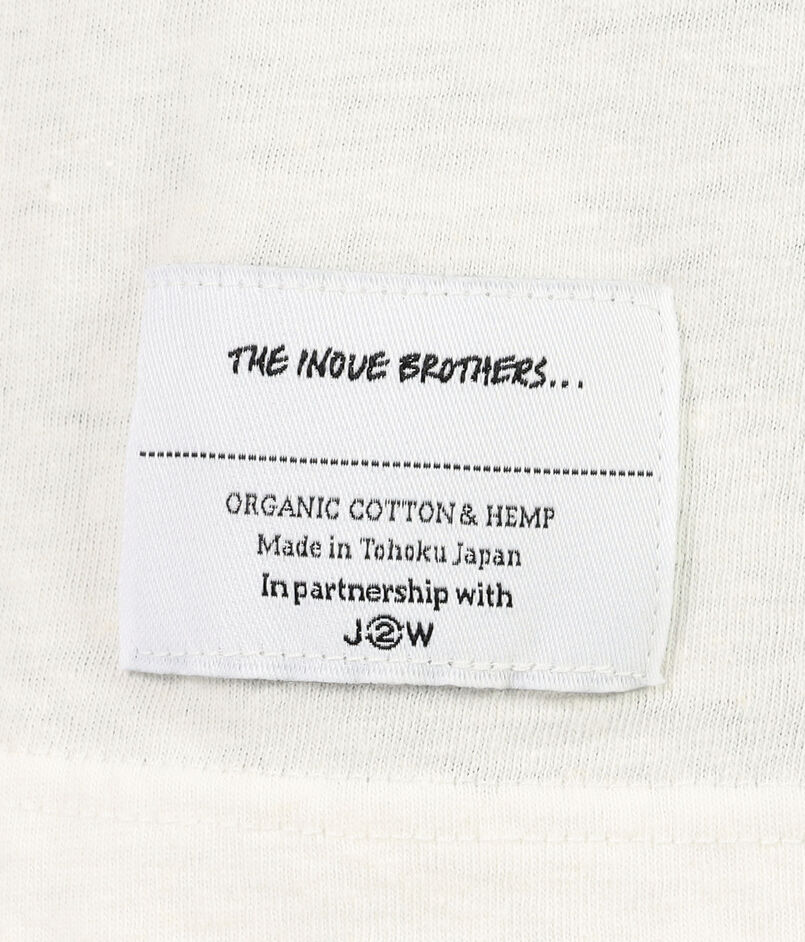 THE INOUE BROTHERS...
ORGANIC COTTON & HEMP
Made in Tohoku Japan
In partnership with
J②W